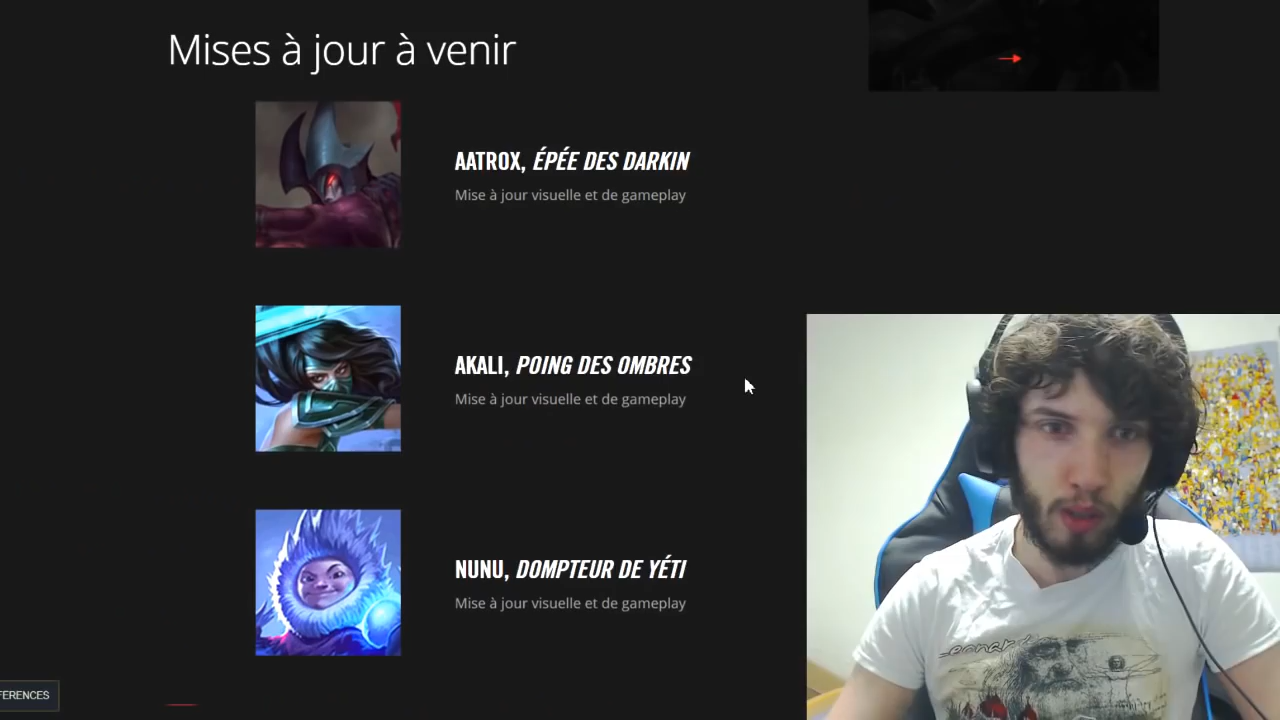 Mises à jour à venir
AATROX, ÉPÉE DES DARKIN
Mise à jour visuelle et de gameplay
AKALI, POING DES OMBRES
Mise à jour visuelle et de gameplay
NUNU, DOMPTEUR DE YÉTI
Mise à jour visuelle et de gameplay
FERENCES